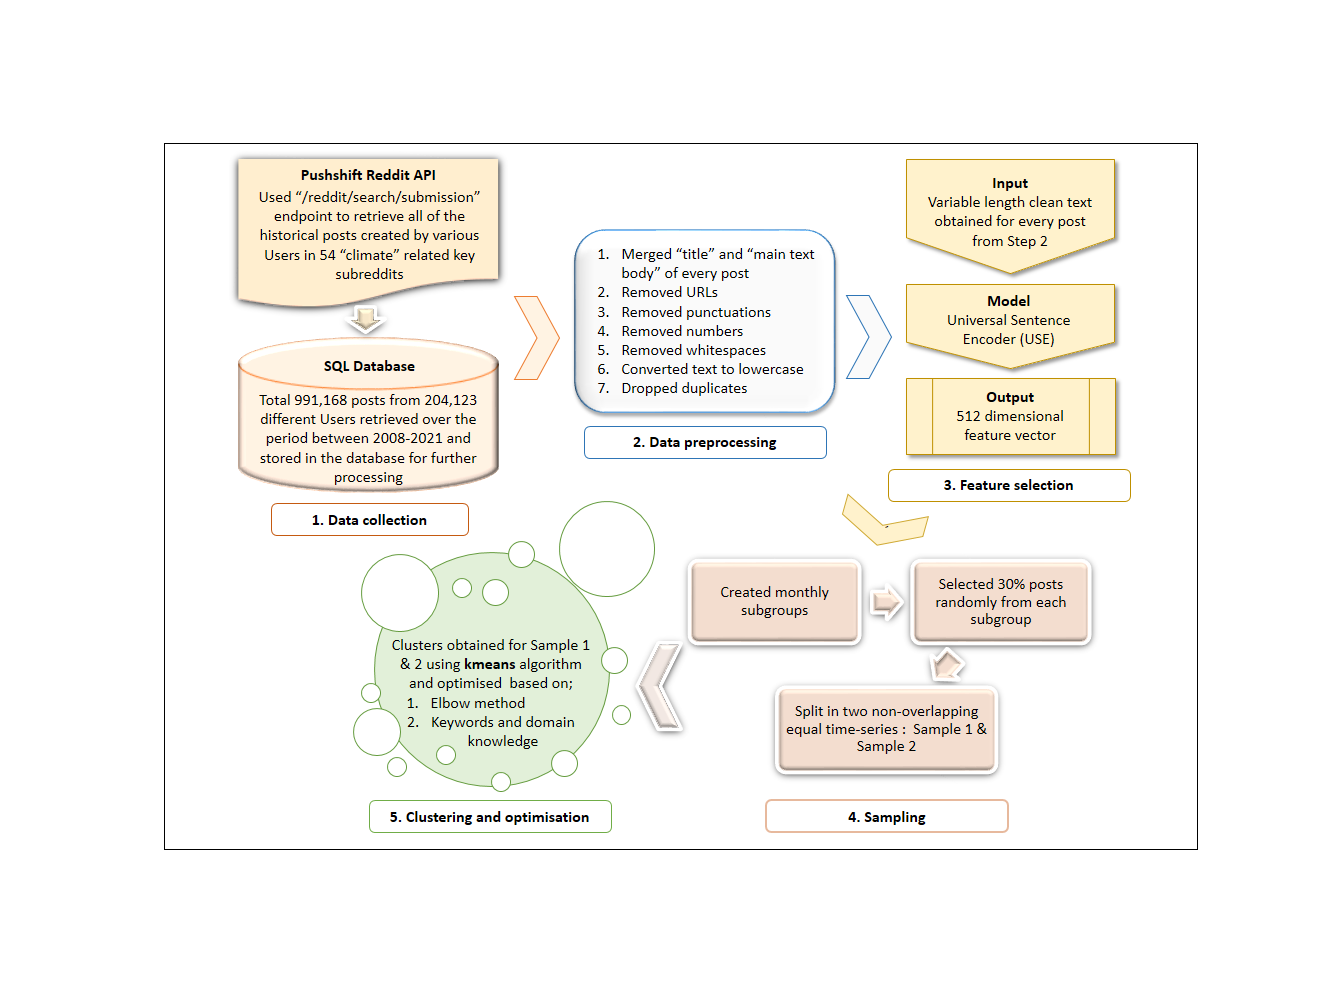 Pushshift Reddit API
Used “/reddit/search/submission”
endpoint to retrieve all of the
historical posts created by various
Users in 54 “climate” related key
subreddits
SQL Database
Total 991,168 posts from 204,123
different Users retrieved over the
period between 2008-2021 and
stored in the database for further
processing
1. Data collection
1. Merged “title” and “main text
body” of every post
2. Removed URLs
3. Removed punctuations
4. Removed numbers
5. Removed whitespaces
6. Converted text to lowercase
7. Dropped duplicates
2. Data preprocessing
Input
Variable length clean text
obtained for every post
from Step 2
Model
Universal Sentence
Encoder (USE)
Output
512 dimensional
feature vector
3. Feature selection
Created monthly
subgroups
Selected 30% posts
randomly from each
subgroup
Split in two non-overlapping
equal time-series : Sample 1 &
Sample 2
4. Sampling
Clusters obtained for Sample 1
& 2 using kmeans algorithm
and optimised based on;
1. Elbow method
2. Keywords and domain
knowledge
5. Clustering and optimisation